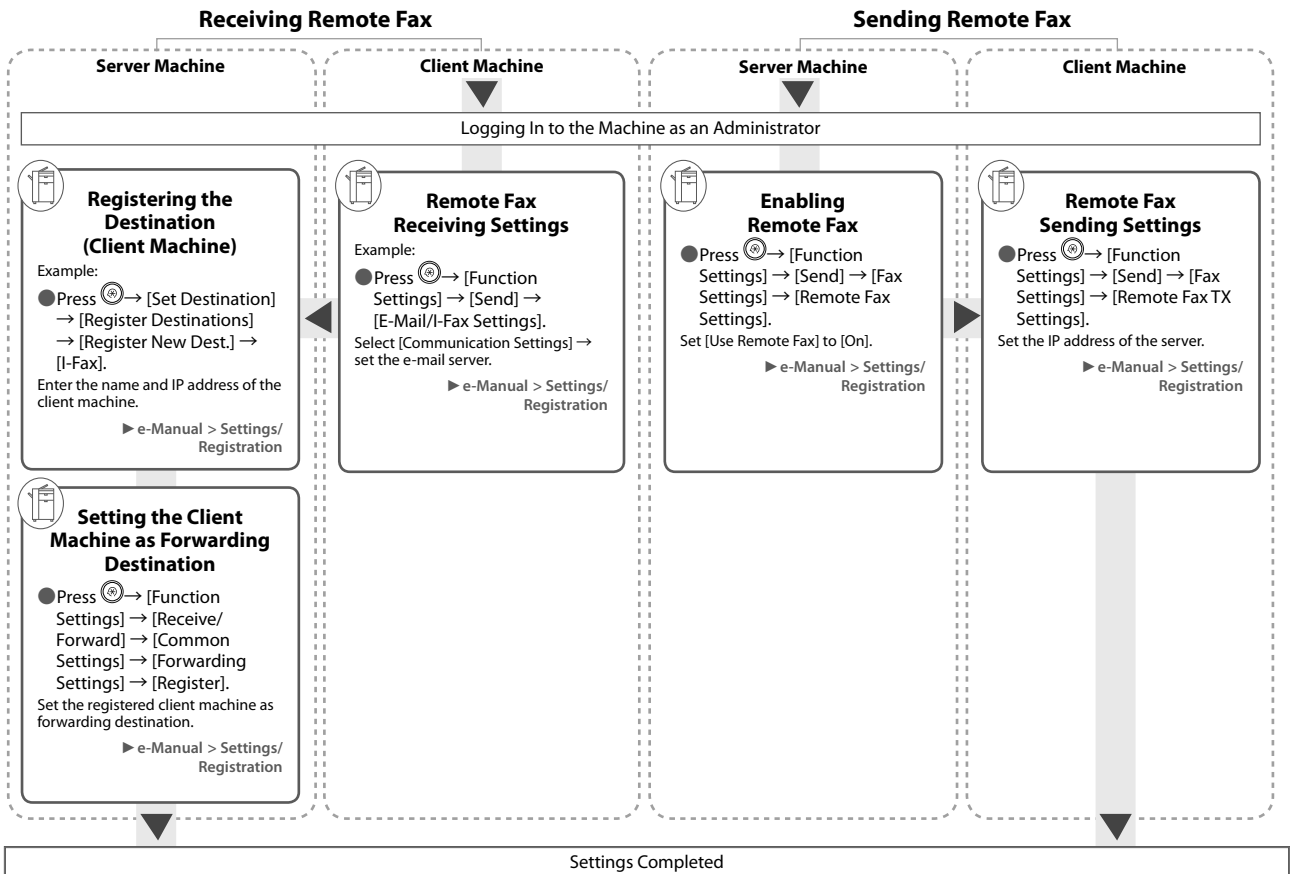 Receiving Remote Fax
Sending Remote Fax
Server Machine
Client Machine
Server Machine
Client Machine
Logging In to the Machine as an Administrator
Registering the
Destination
(Client Machine)
Example:
●Press → [Set Destination]
→ [Register Destinations]
→ [Register New Dest.] →
[I-Fax].
Enter the name and IP address of the
client machine.
►e-Manual > Settings/
Registration
Setting the Client
Machine as Forwarding
Destination
●Press → [Function
Settings] → [Receive/
Forward] → [Common
Settings] → [Forwarding
Settings] → [Register].
Set the registered client machine as
forwarding destination.
►e-Manual > Settings/
Registration
Remote Fax
Receiving Settings
Example:
●Press → [Function
Settings] → [Send] →
[E-Mail/I-Fax Settings].
Select [Communication Settings] →
set the e-mail server.
►e-Manual > Settings/
Registration
Enabling
Remote Fax
●Press → [Function
Settings] → [Send] → [Fax
Settings] → [Remote Fax
Settings].
Set [Use Remote Fax] to [On].
►e-Manual > Settings/
Registration
Remote Fax
Sending Settings
●Press → [Function
Settings] → [Send] → [Fax
Settings] → [Remote Fax TX
Settings].
Set the IP address of the server.
►e-Manual > Settings/
Registration
Settings Completed